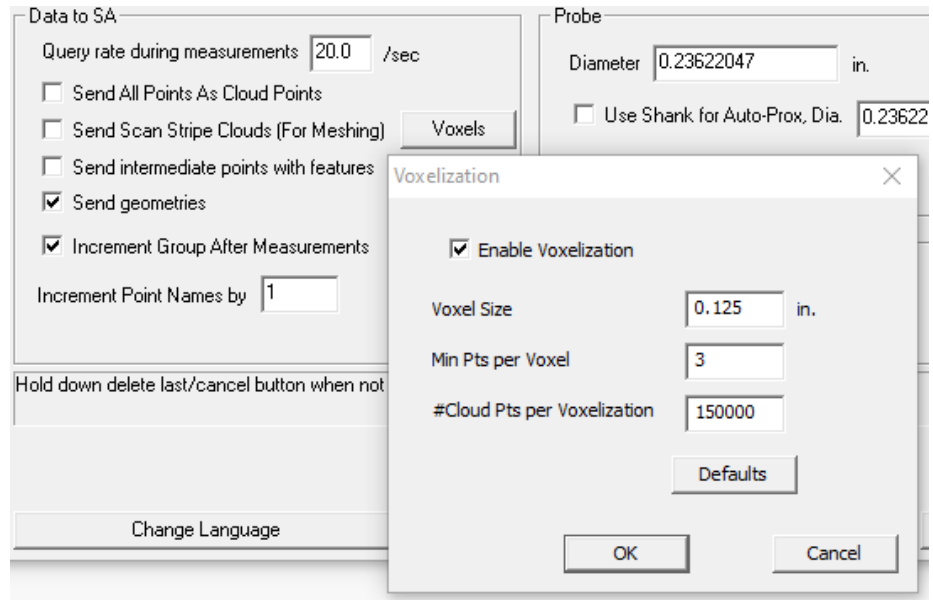 Data to SA
Query rate during measurements 20.0 /sec
Send All Points As Cloud Points
Send Scan Stripe Clouds (For Meshing) Voxels
Send intermediate points with features
Send geometries
Increment Group After Measurements
Increment Point Names by 1
Hold down delete last/cancel button when not
Change Language
Probe
Diameter 0.23622047 in.
Use Shank for Auto-Prox, Dia. 0.23622
Voxelization
Enable Voxelization
Voxel Size 0.125 in.
Min Pts per Voxel 3
#Cloud Pts per Voxelization 150000
Defaults
OK Cancel